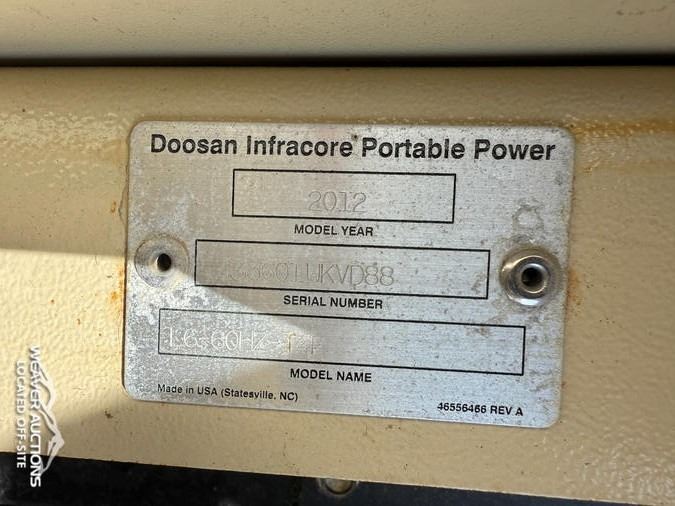 Doosan Infracore Portable Power
2012
MODEL YEAR
SERIAL NUMBER
MODEL NAME
Made in USA (Statesville, NC)
46556466 REV A
WEAVER AUCTIONS
LOCATED OFF-SITE